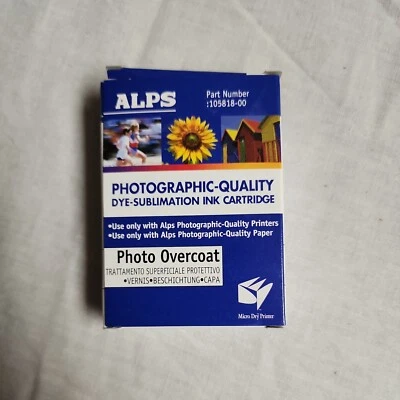 ALPS
Part Number
:105818-00
PHOTOGRAPHIC-QUALITY
DYE-SUBLIMATION INK CARTRIDGE
•Use only with Alps Photographic-Quality Printers
•Use only with Alps Photographic-Quality Paper
Photo Overcoat
TRATTAMENTO SUPERFICIALE PROTETTIVO
•VERNIS•BESCHICHTUNG•CAPA
Micro Dry Printer